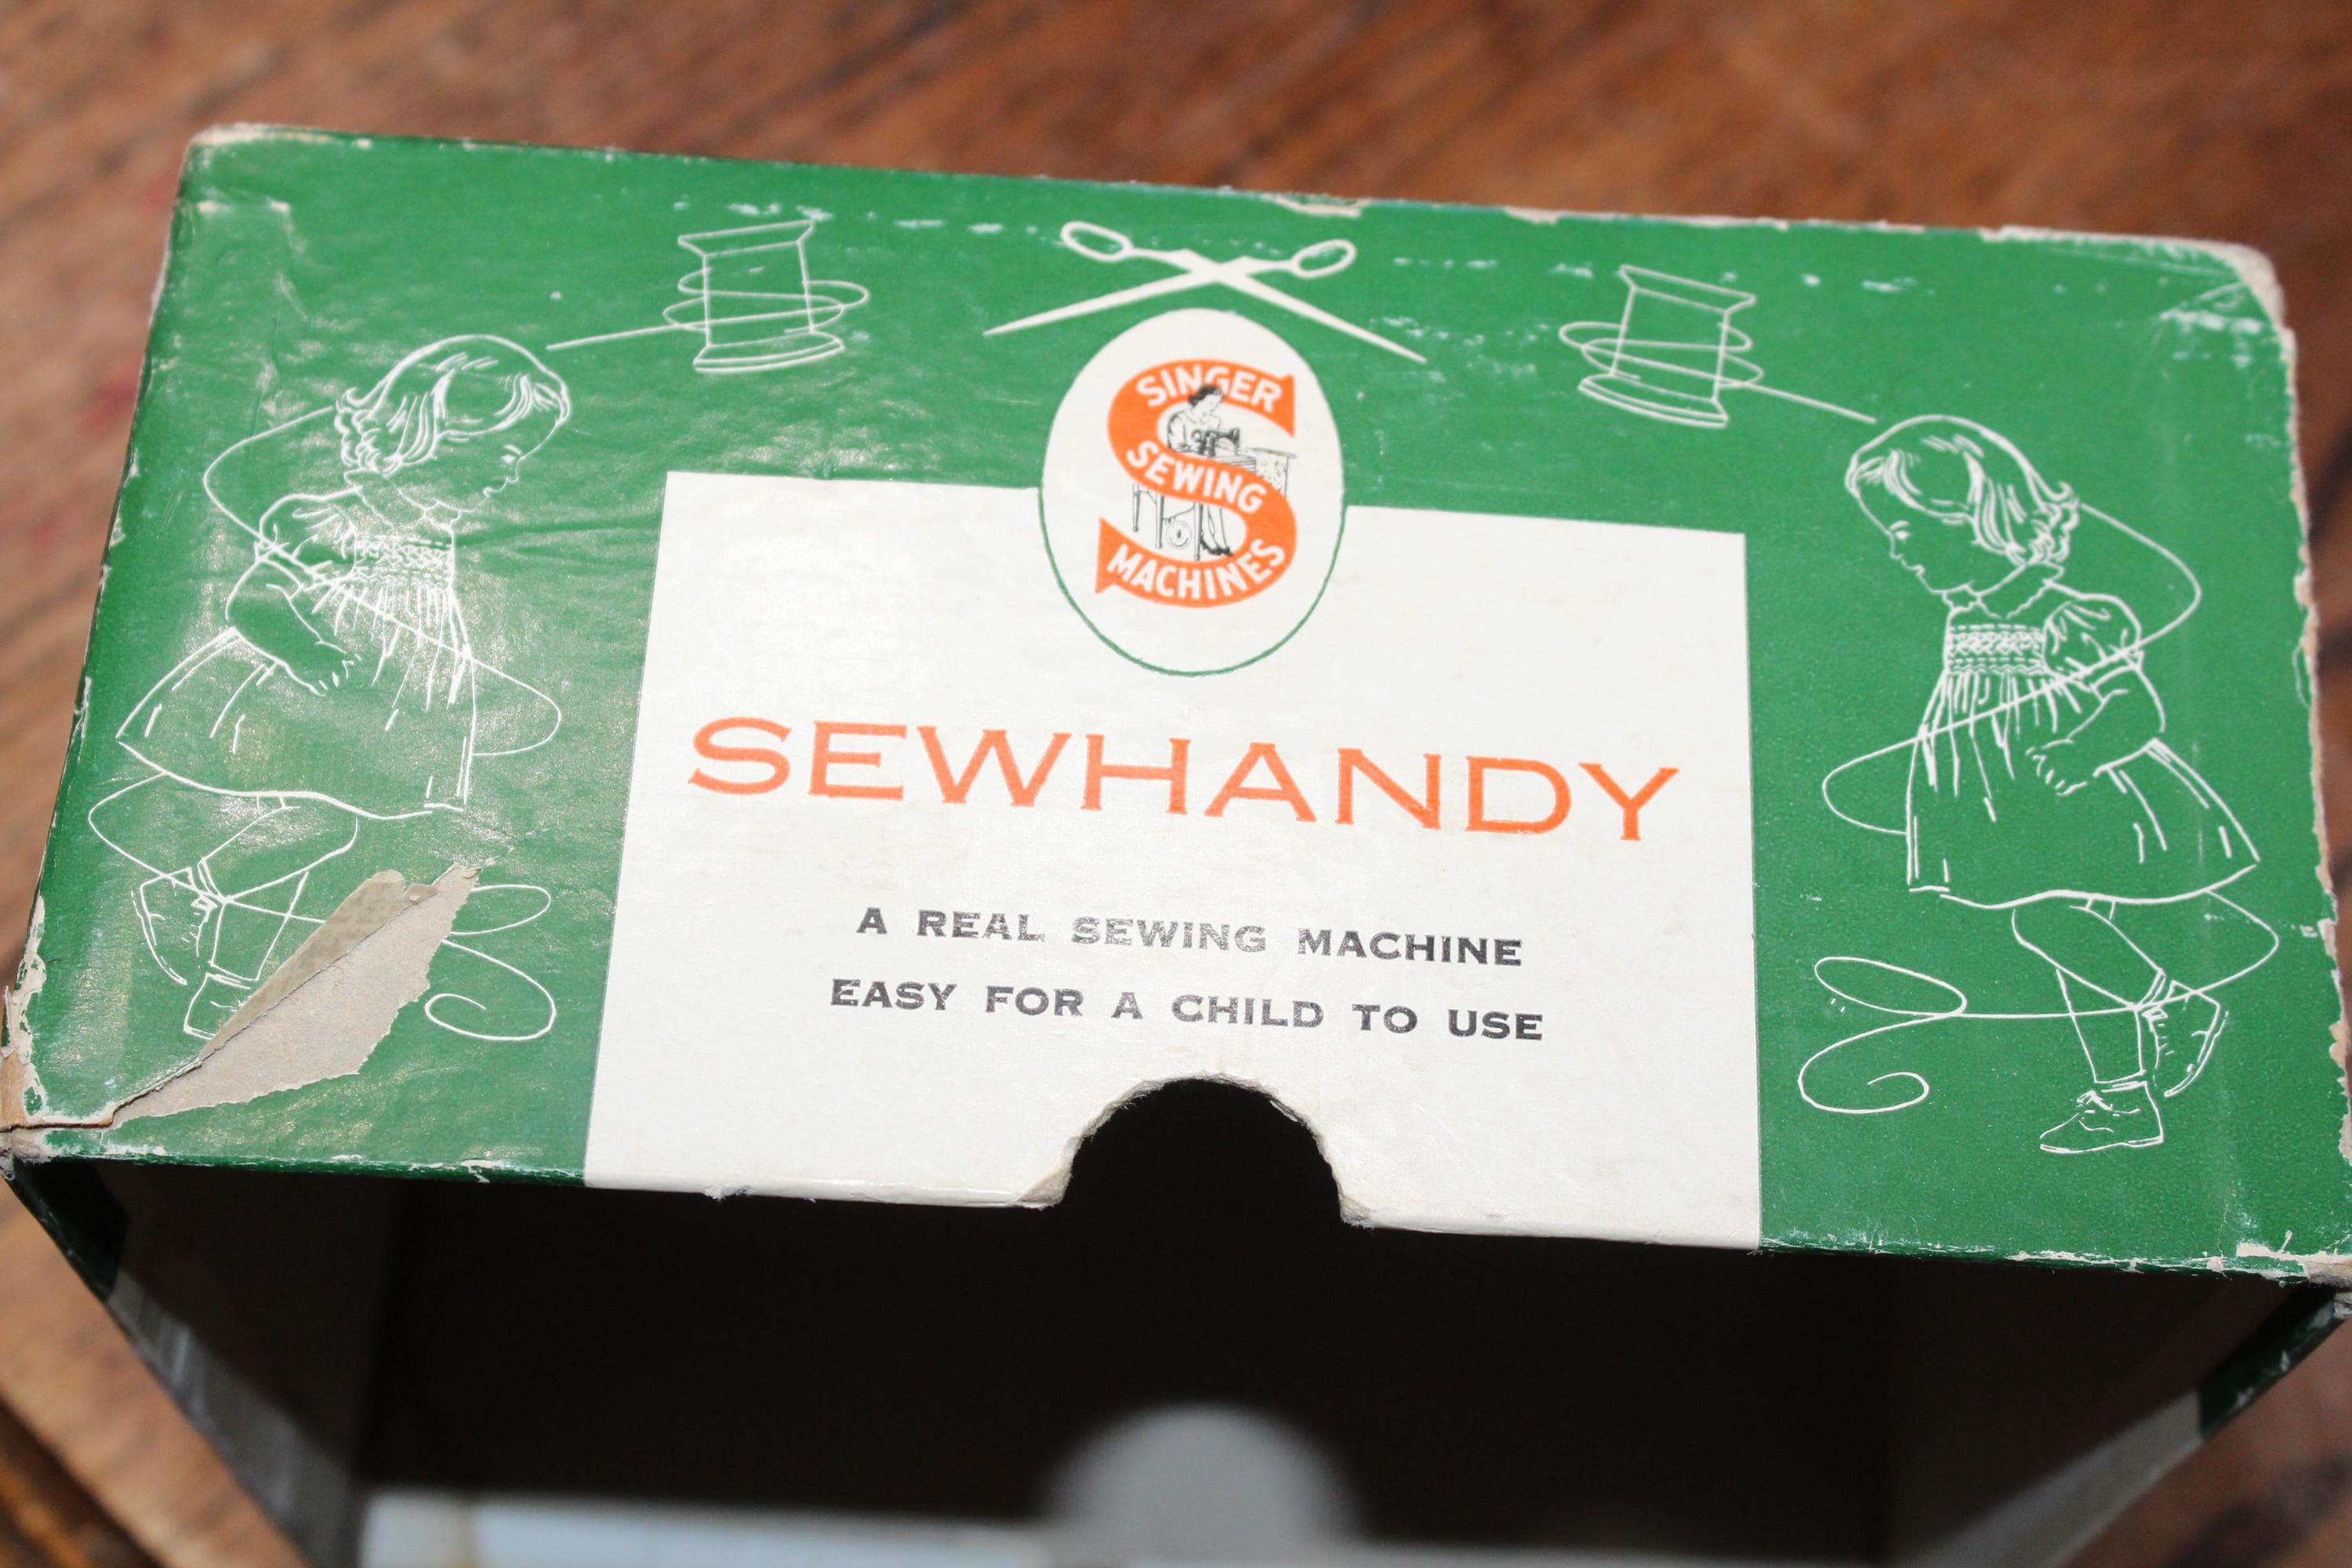 SINGER
SEWING
MACHINES
SEWHANDY
A REAL SEWING MACHINE
EASY FOR A CHILD TO USE